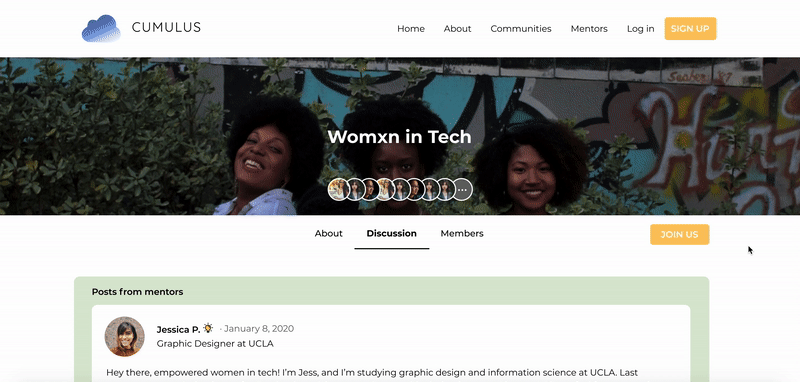 CUMULUS
Home About Communities Mentors Log in SIGN UP
Womxn in Tech
About Discussion Members JOIN US
Posts from mentors
Jessica P. · January 8, 2020
Graphic Designer at UCLA
Hey there, empowered women in tech! I'm Jess, and I'm studying graphic design and information science at UCLA. Last